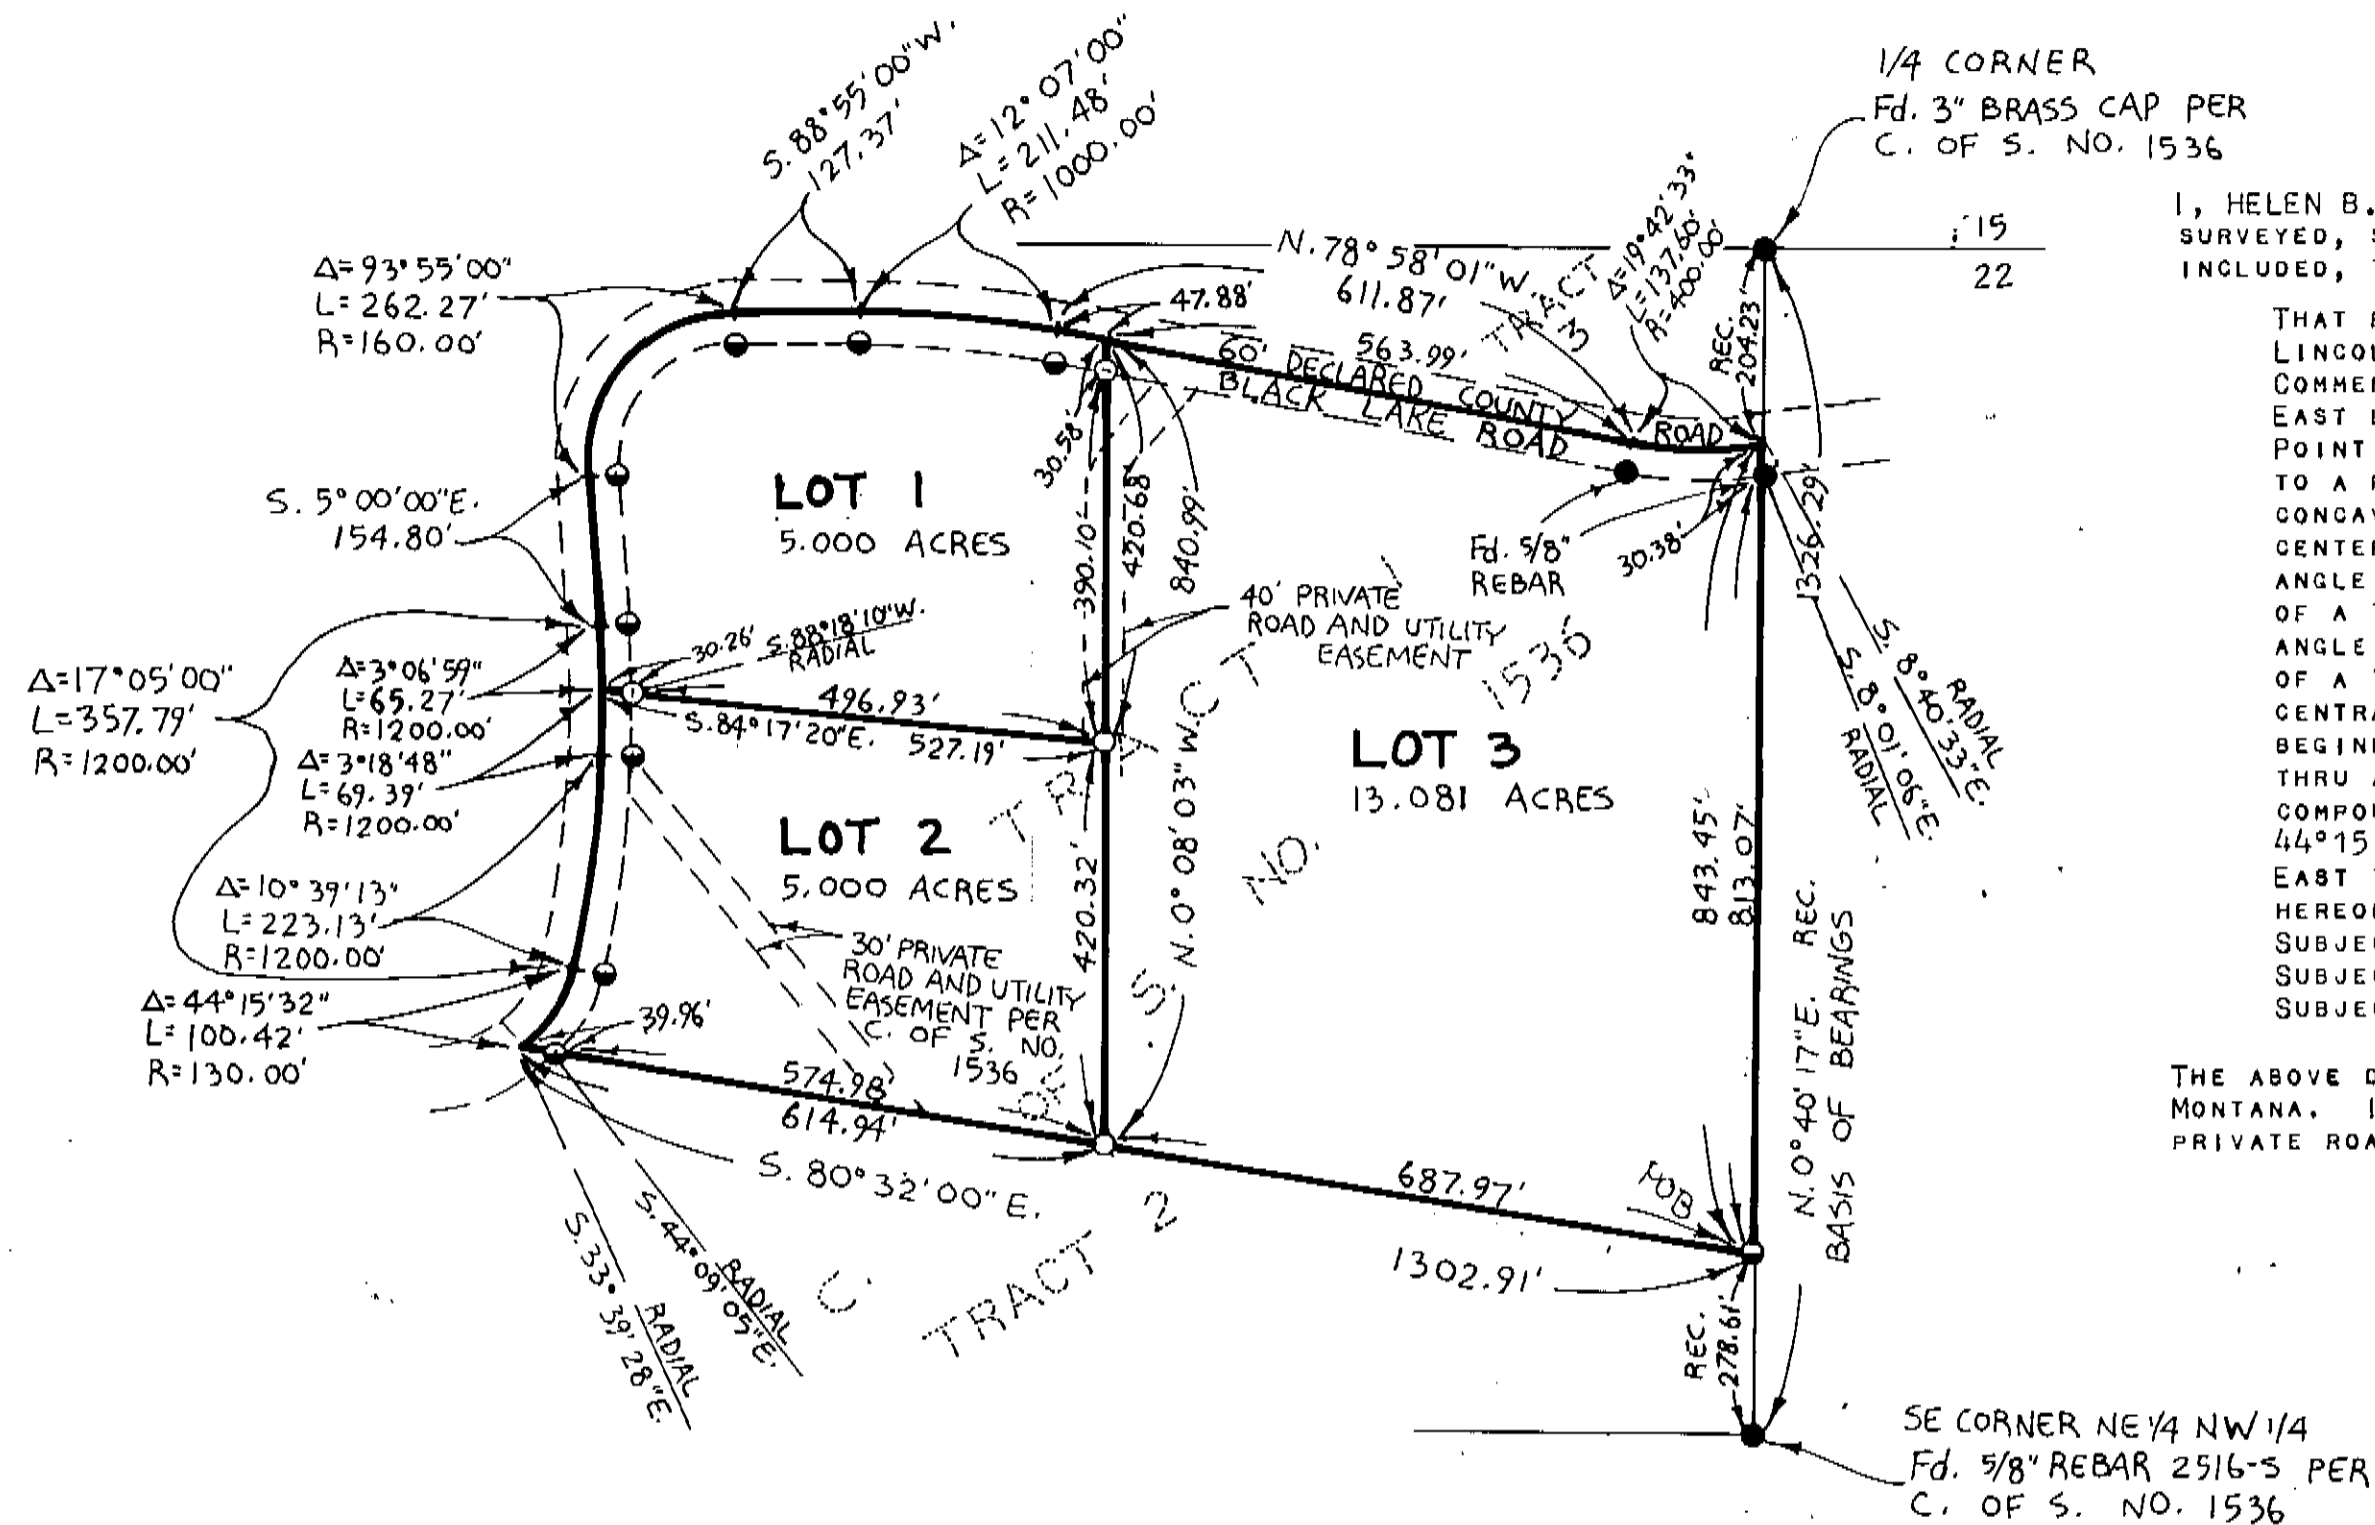 1/4 CORNER
Fd. 3" BRASS CAP PER
C. OF S. NO. 1536
15
22
S. 88°55'00"W.
127.37'
Δ=12°07'00"
L=211.48'
R=1000.00'
Δ=93°55'00"
L=262.27'
R=160.00'
N.78°58'01"W.
611.87'
47.88'
563.99'
TRACT
3
Δ=19°42'33"
L=137.60'
R=400.00'
REC.
204.23'
60' DECLARED COUNTY ROAD
BLACK LAKE ROAD
S. 5°00'00"E.
154.80'
LOT 1
5.000 ACRES
30.58'
390.10'
420.68'
840.99'
Fd. 5/8"
REBAR
30.38'
1326.29'
40' PRIVATE
ROAD AND UTILITY
EASEMENT
S. 8°40'33"E.
RADIAL
S. 8°01'06"E.
RADIAL
Δ=17°05'00"
L=357.79'
R=1200.00'
Δ=3°06'59"
L=65.27'
R=1200.00'
30.26'
S.88°18'10"W.
RADIAL
496.93'
S.84°17'20"E.
527.19'
Δ=3°18'48"
L=69.39'
R=1200.00'
LOT 2
5.000 ACRES
LOT 3
13.081 ACRES
TRACT 1
C. OF S. NO. 1536
N.0°08'03"W.
420.32'
843.45'
813.07'
N.0°40'17"E. REC.
BASIS OF BEARINGS
Δ=10°39'13"
L=223.13'
R=1200.00'
30' PRIVATE
ROAD AND UTILITY
EASEMENT PER
C. OF S. NO.
1536
Δ=44°15'32"
L=100.42'
R=130.00'
39.96'
574.98'
614.94'
S. 80°32'00"E.
687.97'
POB
1302.91'
S.33°39'28"E.
RADIAL
S.44°09'05"E.
RADIAL
TRACT 2
REC.
278.61'
SE CORNER NE 1/4 NW 1/4
Fd. 5/8" REBAR 2516-S PER
C. OF S. NO. 1536
I, HELEN B.
SURVEYED,
INCLUDED,
THAT
LINCOL
COMMEN
EAST
POINT
TO A
CONCAV
CENTER
ANGLE
OF A
ANGLE
OF A
CENTRA
BEGINN
THRU
COMPOU
44°15
EAST
HEREO
SUBJE
SUBJE
SUBJE
THE ABOVE
MONTANA.
PRIVATE ROA